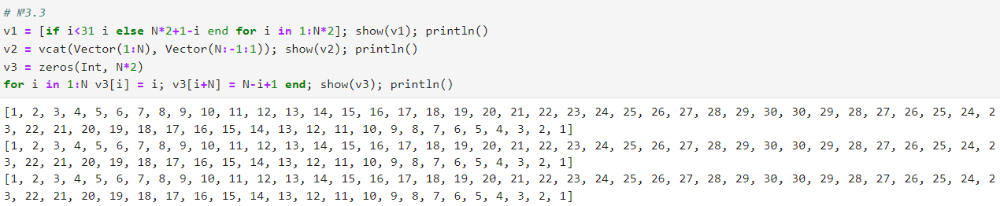 # №3.3
v1 = [if i<31 i else N*2+1-i end for i in 1:N*2]; show(v1); println()
v2 = vcat(Vector(1:N), Vector(N:-1:1)); show(v2); println()
v3 = zeros(Int, N*2)
for i in 1:N v3[i] = i; v3[i+N] = N-i+1 end; show(v3); println()
[1, 2, 3, 4, 5, 6, 7, 8, 9, 10, 11, 12, 13, 14, 15, 16, 17, 18, 19, 20, 21, 22, 23, 24, 25, 26, 27, 28, 29, 30, 30, 29, 28, 27, 26, 25, 24, 2
3, 22, 21, 20, 19, 18, 17, 16, 15, 14, 13, 12, 11, 10, 9, 8, 7, 6, 5, 4, 3, 2, 1]
[1, 2, 3, 4, 5, 6, 7, 8, 9, 10, 11, 12, 13, 14, 15, 16, 17, 18, 19, 20, 21, 22, 23, 24, 25, 26, 27, 28, 29, 30, 30, 29, 28, 27, 26, 25, 24, 2
3, 22, 21, 20, 19, 18, 17, 16, 15, 14, 13, 12, 11, 10, 9, 8, 7, 6, 5, 4, 3, 2, 1]
[1, 2, 3, 4, 5, 6, 7, 8, 9, 10, 11, 12, 13, 14, 15, 16, 17, 18, 19, 20, 21, 22, 23, 24, 25, 26, 27, 28, 29, 30, 30, 29, 28, 27, 26, 25, 24, 2
3, 22, 21, 20, 19, 18, 17, 16, 15, 14, 13, 12, 11, 10, 9, 8, 7, 6, 5, 4, 3, 2, 1]